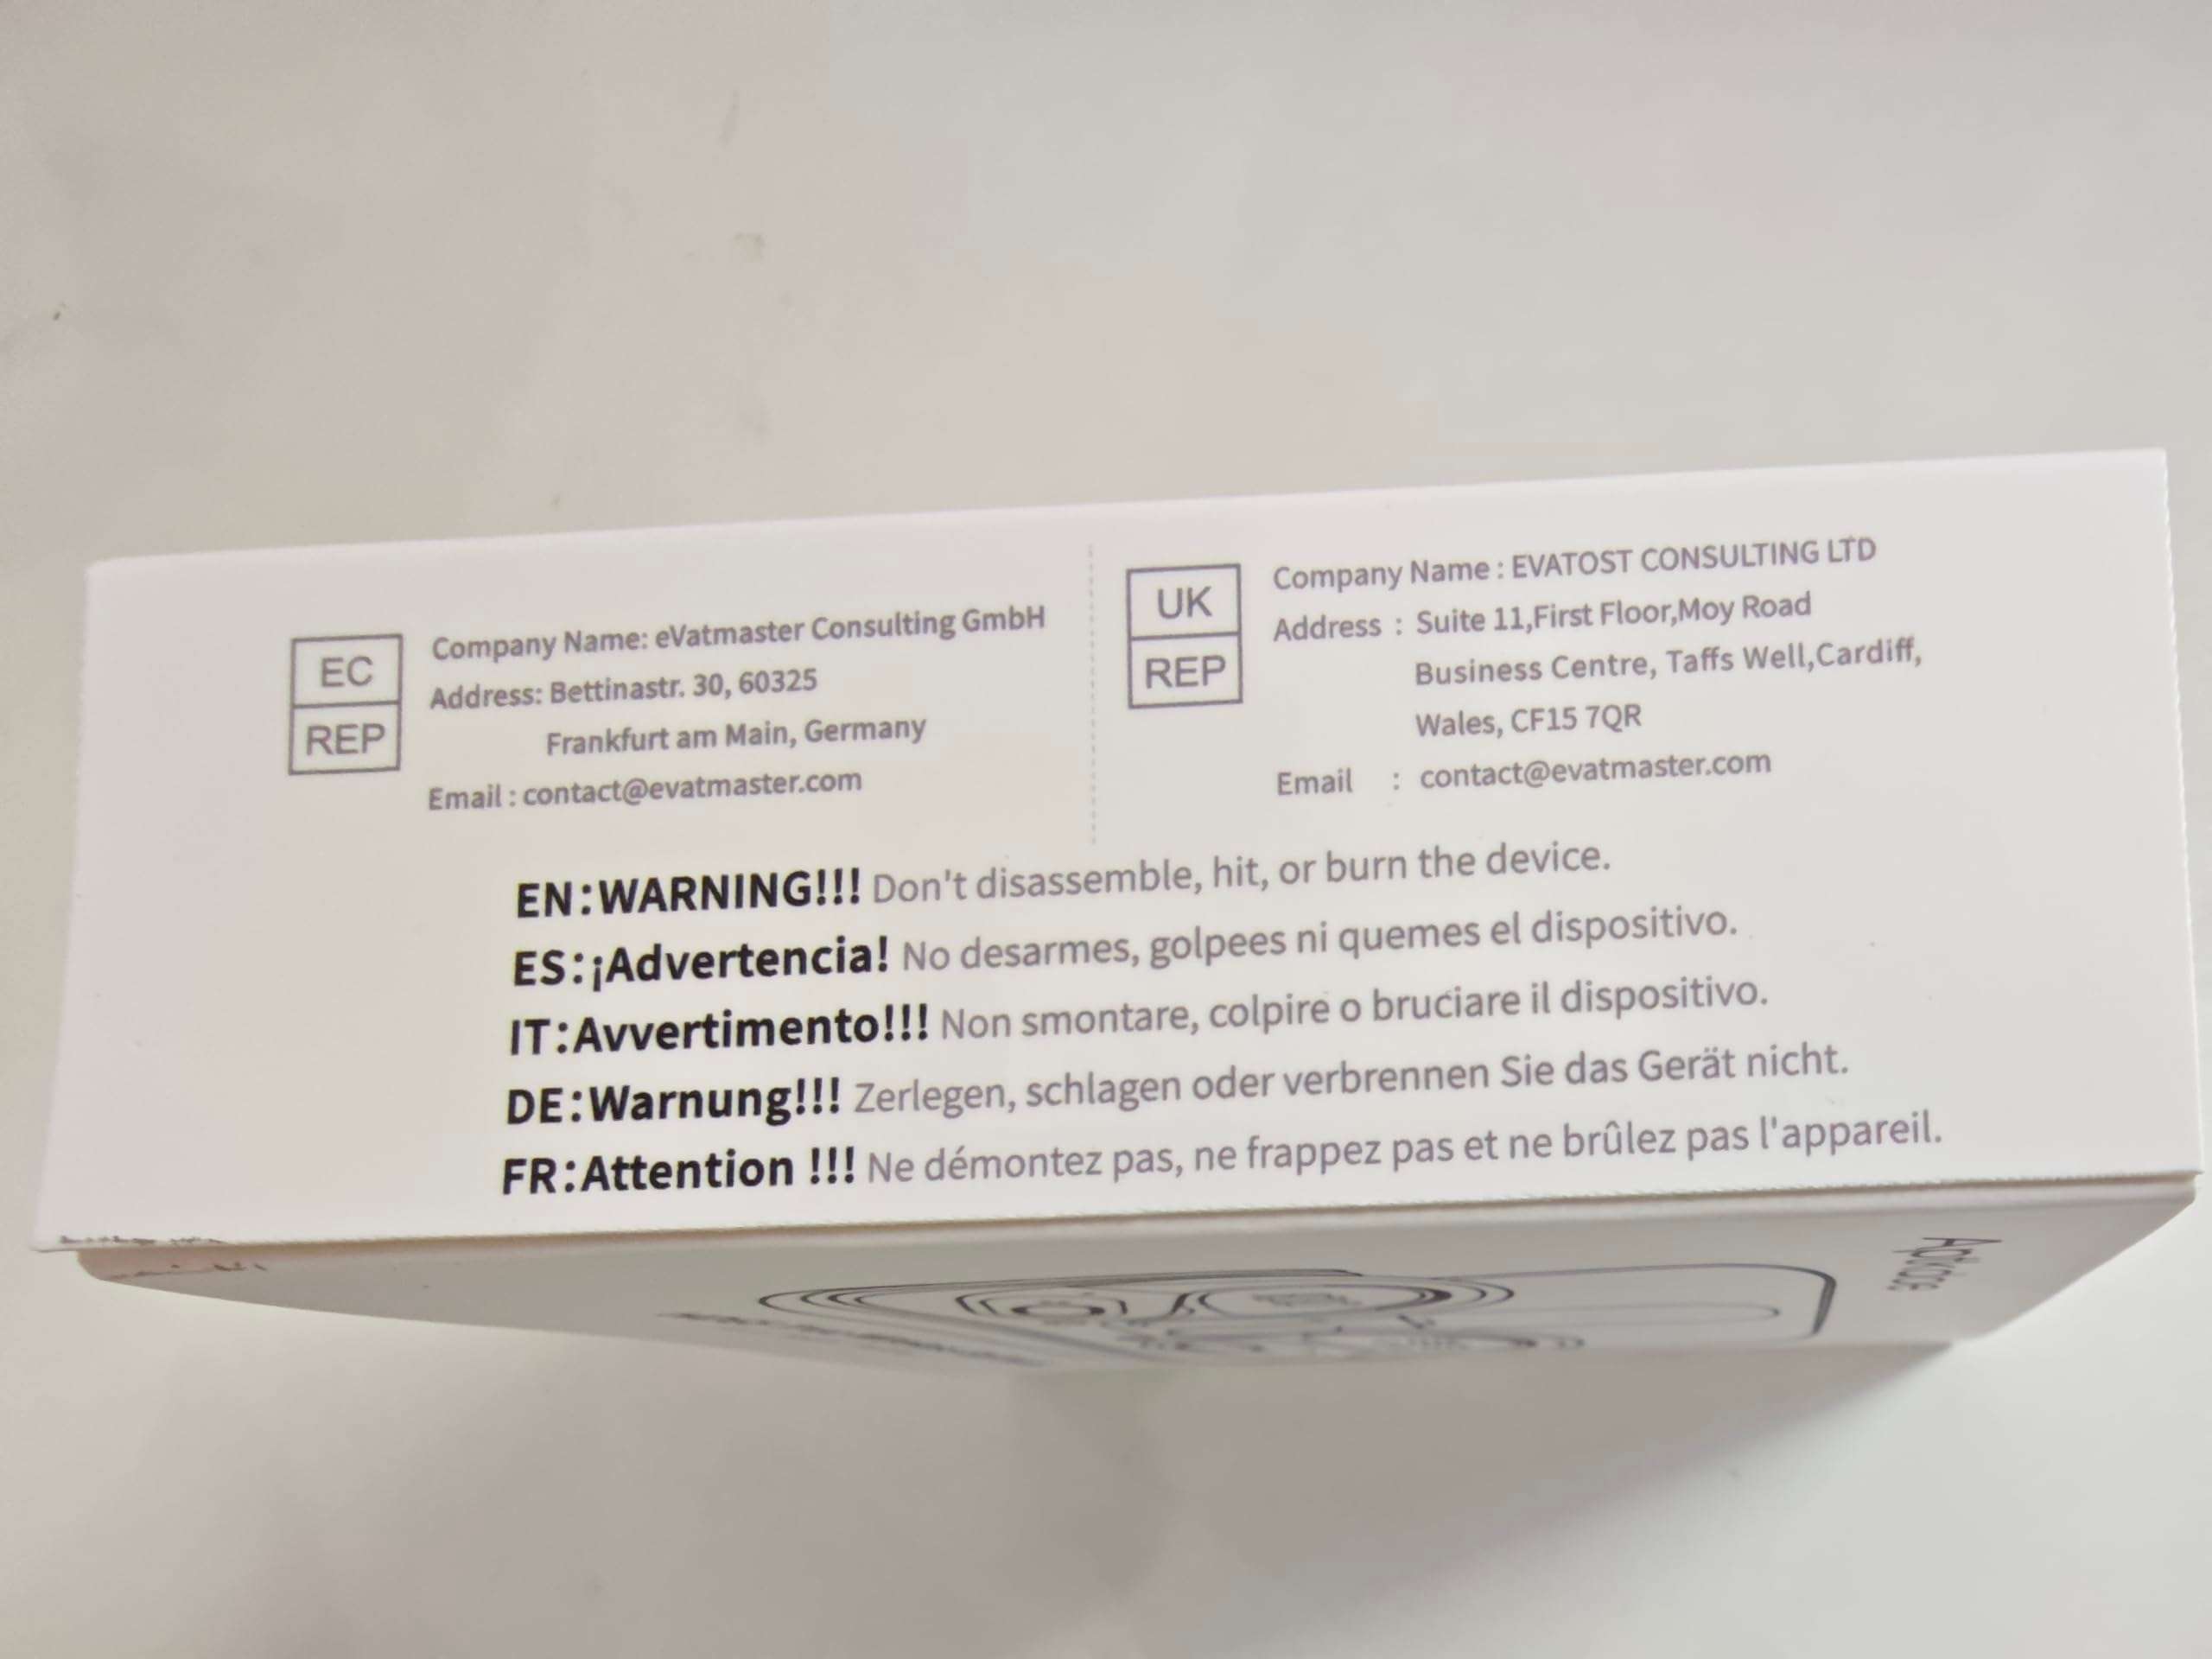 EC
REP
Company Name: eVatmaster Consulting GmbH
Address: Bettinastr. 30, 60325
Frankfurt am Main, Germany
Email : contact@evatmaster.com
UK
REP
Company Name : EVATOST CONSULTING LTD
Address : Suite 11,First Floor,Moy Road
Business Centre, Taffs Well,Cardiff,
Wales, CF15 7QR
Email : contact@evatmaster.com
EN:WARNING!!! Don't disassemble, hit, or burn the device.
ES:¡Advertencia! No desarmes, golpees ni quemes el dispositivo.
IT:Avvertimento!!! Non smontare, colpire o bruciare il dispositivo.
DE:Warnung!!! Zerlegen, schlagen oder verbrennen Sie das Gerät nicht.
FR:Attention !!! Ne démontez pas, ne frappez pas et ne brûlez pas l'appareil.